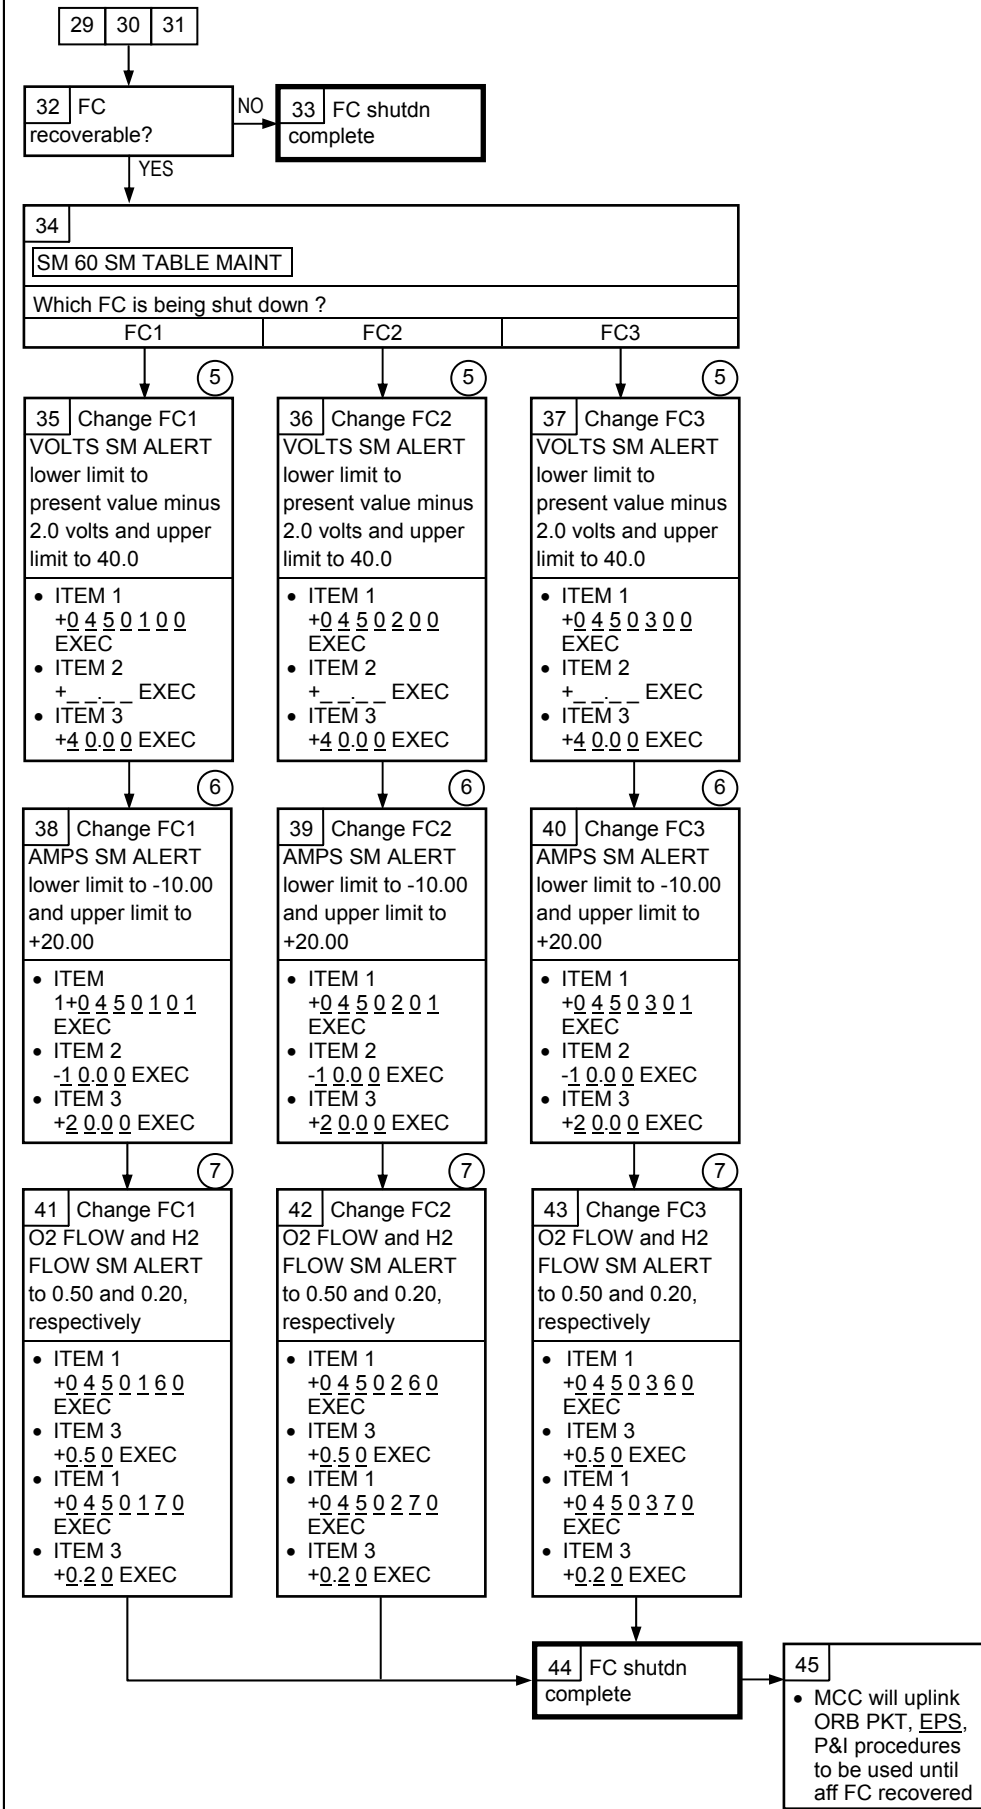 29 30 31
32 FC
recoverable?
NO
33 FC shutdn
complete
YES
34
SM 60 SM TABLE MAINT
Which FC is being shut down ?
FC1 FC2 FC3
5
35 Change FC1
VOLTS SM ALERT
lower limit to
present value minus
2.0 volts and upper
limit to 40.0
• ITEM 1
+0 4 5 0 1 0 0
EXEC
• ITEM 2
+_ _._ _ EXEC
• ITEM 3
+4 0.0 0 EXEC
5
36 Change FC2
VOLTS SM ALERT
lower limit to
present value minus
2.0 volts and upper
limit to 40.0
• ITEM 1
+0 4 5 0 2 0 0
EXEC
• ITEM 2
+_ _._ _ EXEC
• ITEM 3
+4 0.0 0 EXEC
5
37 Change FC3
VOLTS SM ALERT
lower limit to
present value minus
2.0 volts and upper
limit to 40.0
• ITEM 1
+0 4 5 0 3 0 0
EXEC
• ITEM 2
+_ _._ _ EXEC
• ITEM 3
+4 0.0 0 EXEC
6
38 Change FC1
AMPS SM ALERT
lower limit to -10.00
and upper limit to
+20.00
• ITEM
1+0 4 5 0 1 0 1
EXEC
• ITEM 2
-1 0.0 0 EXEC
• ITEM 3
+2 0.0 0 EXEC
6
39 Change FC2
AMPS SM ALERT
lower limit to -10.00
and upper limit to
+20.00
• ITEM 1
+0 4 5 0 2 0 1
EXEC
• ITEM 2
-1 0.0 0 EXEC
• ITEM 3
+2 0.0 0 EXEC
6
40 Change FC3
AMPS SM ALERT
lower limit to -10.00
and upper limit to
+20.00
• ITEM 1
+0 4 5 0 3 0 1
EXEC
• ITEM 2
-1 0.0 0 EXEC
• ITEM 3
+2 0.0 0 EXEC
7
41 Change FC1
O2 FLOW and H2
FLOW SM ALERT
to 0.50 and 0.20,
respectively
• ITEM 1
+0 4 5 0 1 6 0
EXEC
• ITEM 3
+0.5 0 EXEC
• ITEM 1
+0 4 5 0 1 7 0
EXEC
• ITEM 3
+0.2 0 EXEC
7
42 Change FC2
O2 FLOW and H2
FLOW SM ALERT
to 0.50 and 0.20,
respectively
• ITEM 1
+0 4 5 0 2 6 0
EXEC
• ITEM 3
+0.5 0 EXEC
• ITEM 1
+0 4 5 0 2 7 0
EXEC
• ITEM 3
+0.2 0 EXEC
7
43 Change FC3
O2 FLOW and H2
FLOW SM ALERT
to 0.50 and 0.20,
respectively
• ITEM 1
+0 4 5 0 3 6 0
EXEC
• ITEM 3
+0.5 0 EXEC
• ITEM 1
+0 4 5 0 3 7 0
EXEC
• ITEM 3
+0.2 0 EXEC
44 FC shutdn
complete
45
• MCC will uplink
ORB PKT, EPS,
P&I procedures
to be used until
aff FC recovered